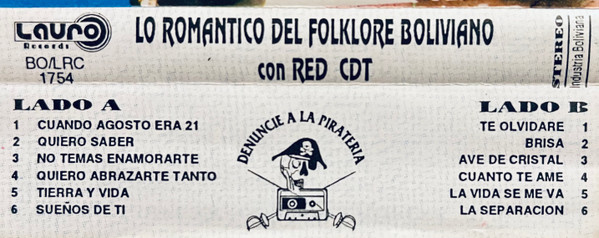 Lauro
Records
BO/LRC
1754
LO ROMANTICO DEL FOLKLORE BOLIVIANO
con RED CDT
STEREO
Industria Boliviana
LADO A
1 CUANDO AGOSTO ERA 21
2 QUIERO SABER
3 NO TEMAS ENAMORARTE
4 QUIERO ABRAZARTE TANTO
5 TIERRA Y VIDA
6 SUEÑOS DE TI
DENUNCIE A LA PIRATERIA
LADO B
TE OLVIDARE 1
BRISA 2
AVE DE CRISTAL 3
CUANTO TE AME 4
LA VIDA SE ME VA 5
LA SEPARACION 6